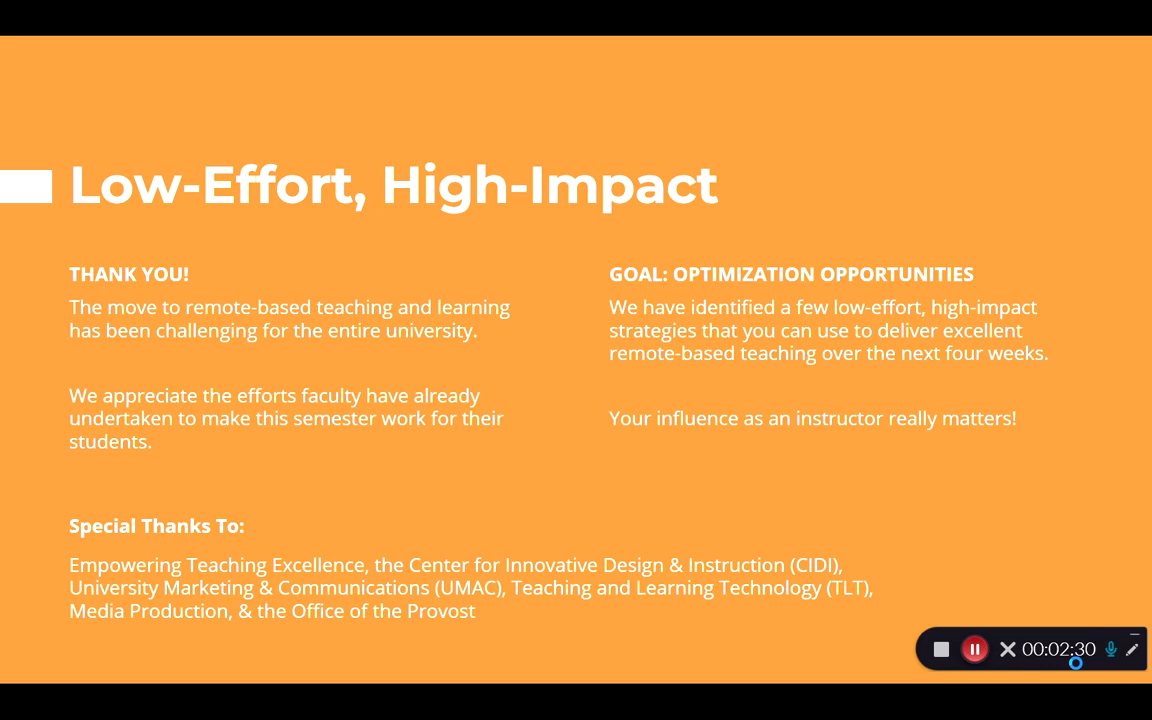 Low-Effort, High-Impact
THANK YOU!
The move to remote-based teaching and learning
has been challenging for the entire university.
We appreciate the efforts faculty have already
undertaken to make this semester work for their
students.
GOAL: OPTIMIZATION OPPORTUNITIES
We have identified a few low-effort, high-impact
strategies that you can use to deliver excellent
remote-based teaching over the next four weeks.
Your influence as an instructor really matters!
Special Thanks To:
Empowering Teaching Excellence, the Center for Innovative Design & Instruction (CIDI),
University Marketing & Communications (UMAC), Teaching and Learning Technology (TLT),
Media Production, & the Office of the Provost
00:02:30